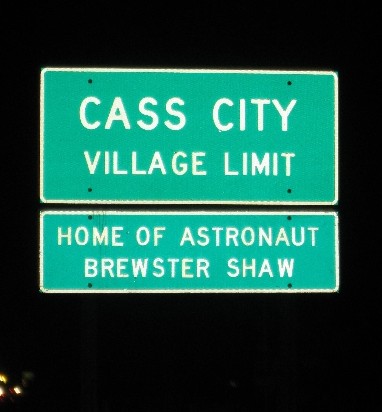 CASS CITY
VILLAGE LIMIT
HOME OF ASTRONAUT
BREWSTER SHAW